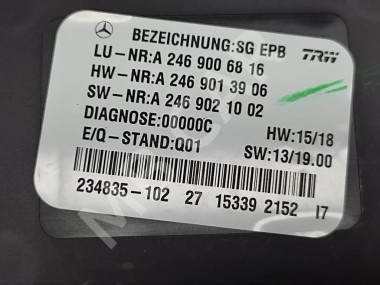 BEZEICHNUNG:SG EPB TRW
LU-NR:A 246 900 68 16
HW-NR:A 246 901 39 06
SW-NR:A 246 902 10 02
DIAGNOSE:00000C HW:15/18
E/Q-STAND:Q01 SW:13/19.00
234835-102 27 15339 2152 I7